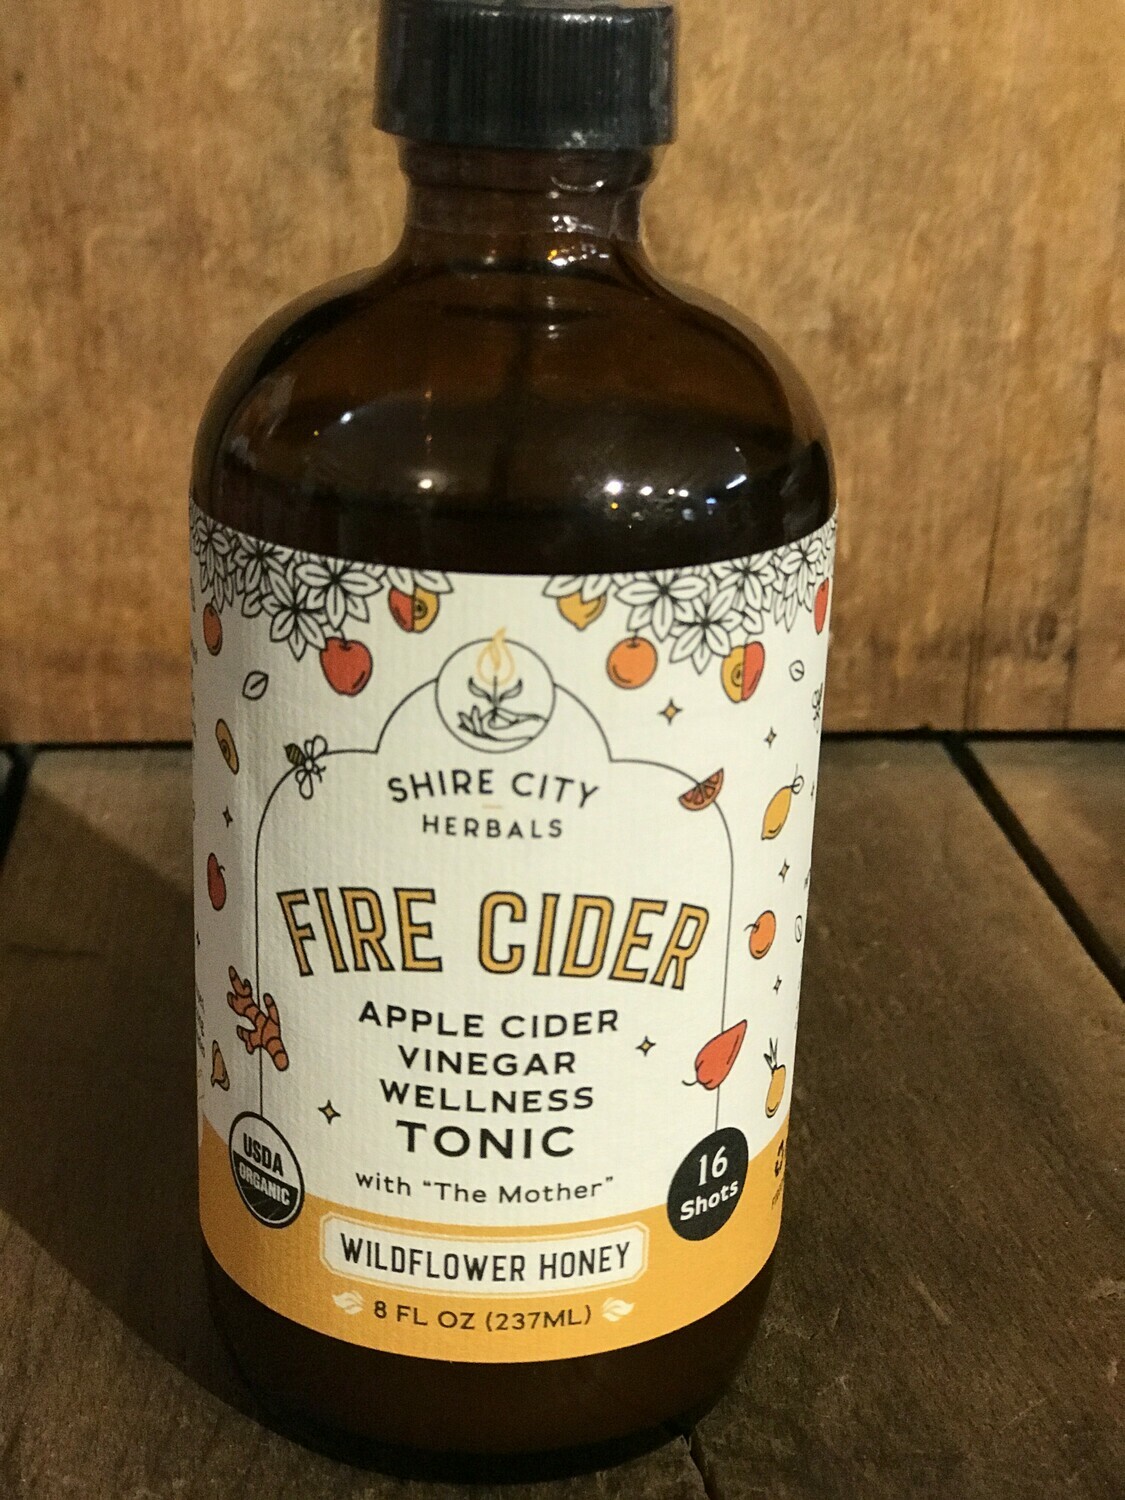 SHIRE CITY
HERBALS
FIRE CIDER
APPLE CIDER
VINEGAR
WELLNESS
TONIC
with "The Mother"
USDA
ORGANIC
16
Shots
WILDFLOWER HONEY
8 FL OZ (237ML)